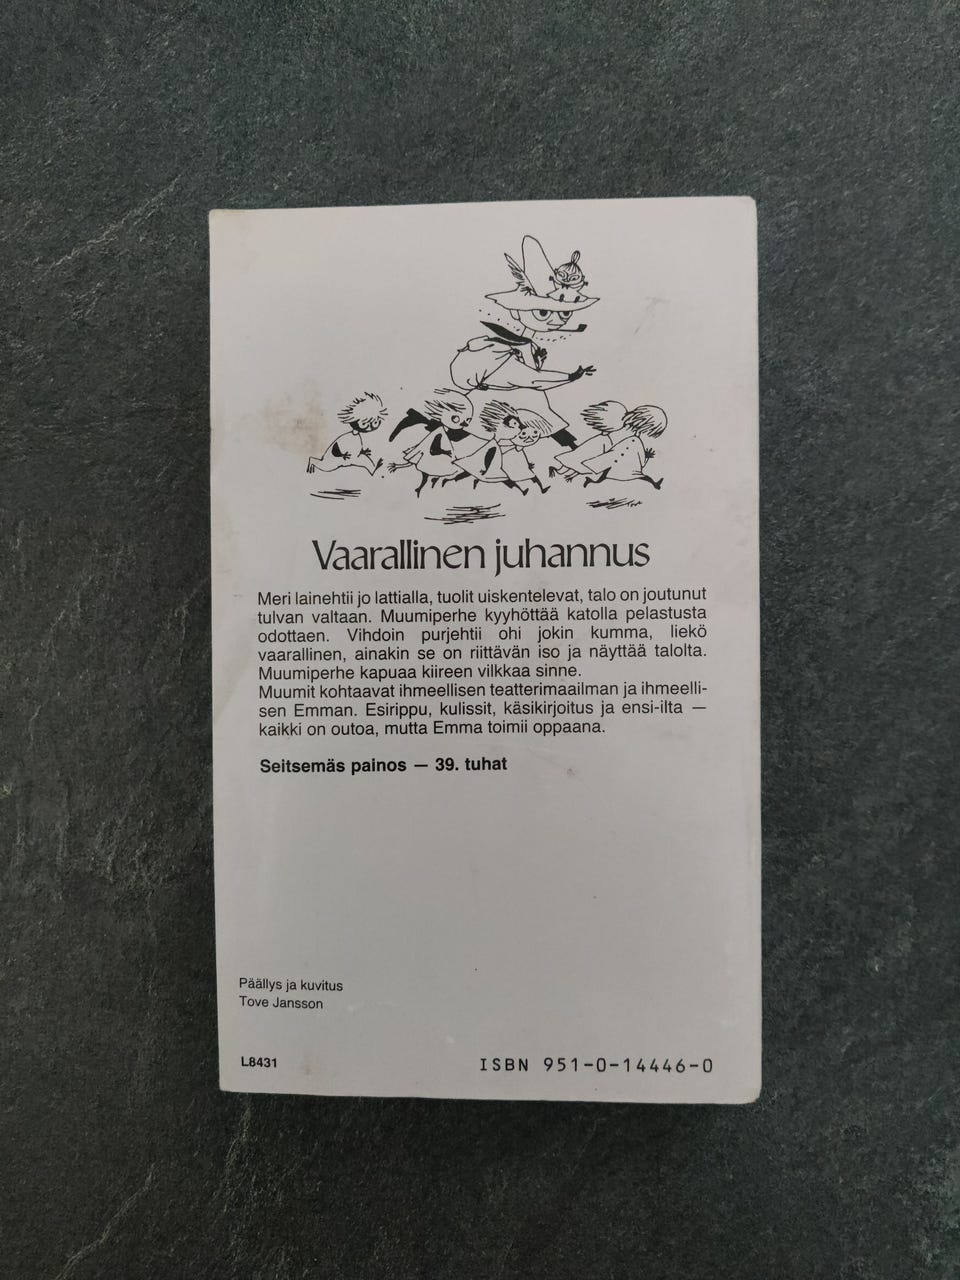 Vaarallinen juhannus
Meri lainehtii jo lattialla, tuolit uiskentelevat, talo on joutunut
tulvan valtaan. Muumiperhe kyyhöttää katolla pelastusta
odottaen. Vihdoin purjehtii ohi jokin kumma, liekö
vaarallinen, ainakin se on riittävän iso ja näyttää talolta.
Muumiperhe kapuaa kiireen vilkkaa sinne.
Muumit kohtaavat ihmeellisen teatterimaailman ja ihmeelli-
sen Emman. Esirippu, kulissit, käsikirjoitus ja ensi-ilta —
kaikki on outoa, mutta Emma toimii oppaana.
Seitsemäs painos — 39. tuhat
Päällys ja kuvitus
Tove Jansson
L8431
ISBN 951-0-14446-0